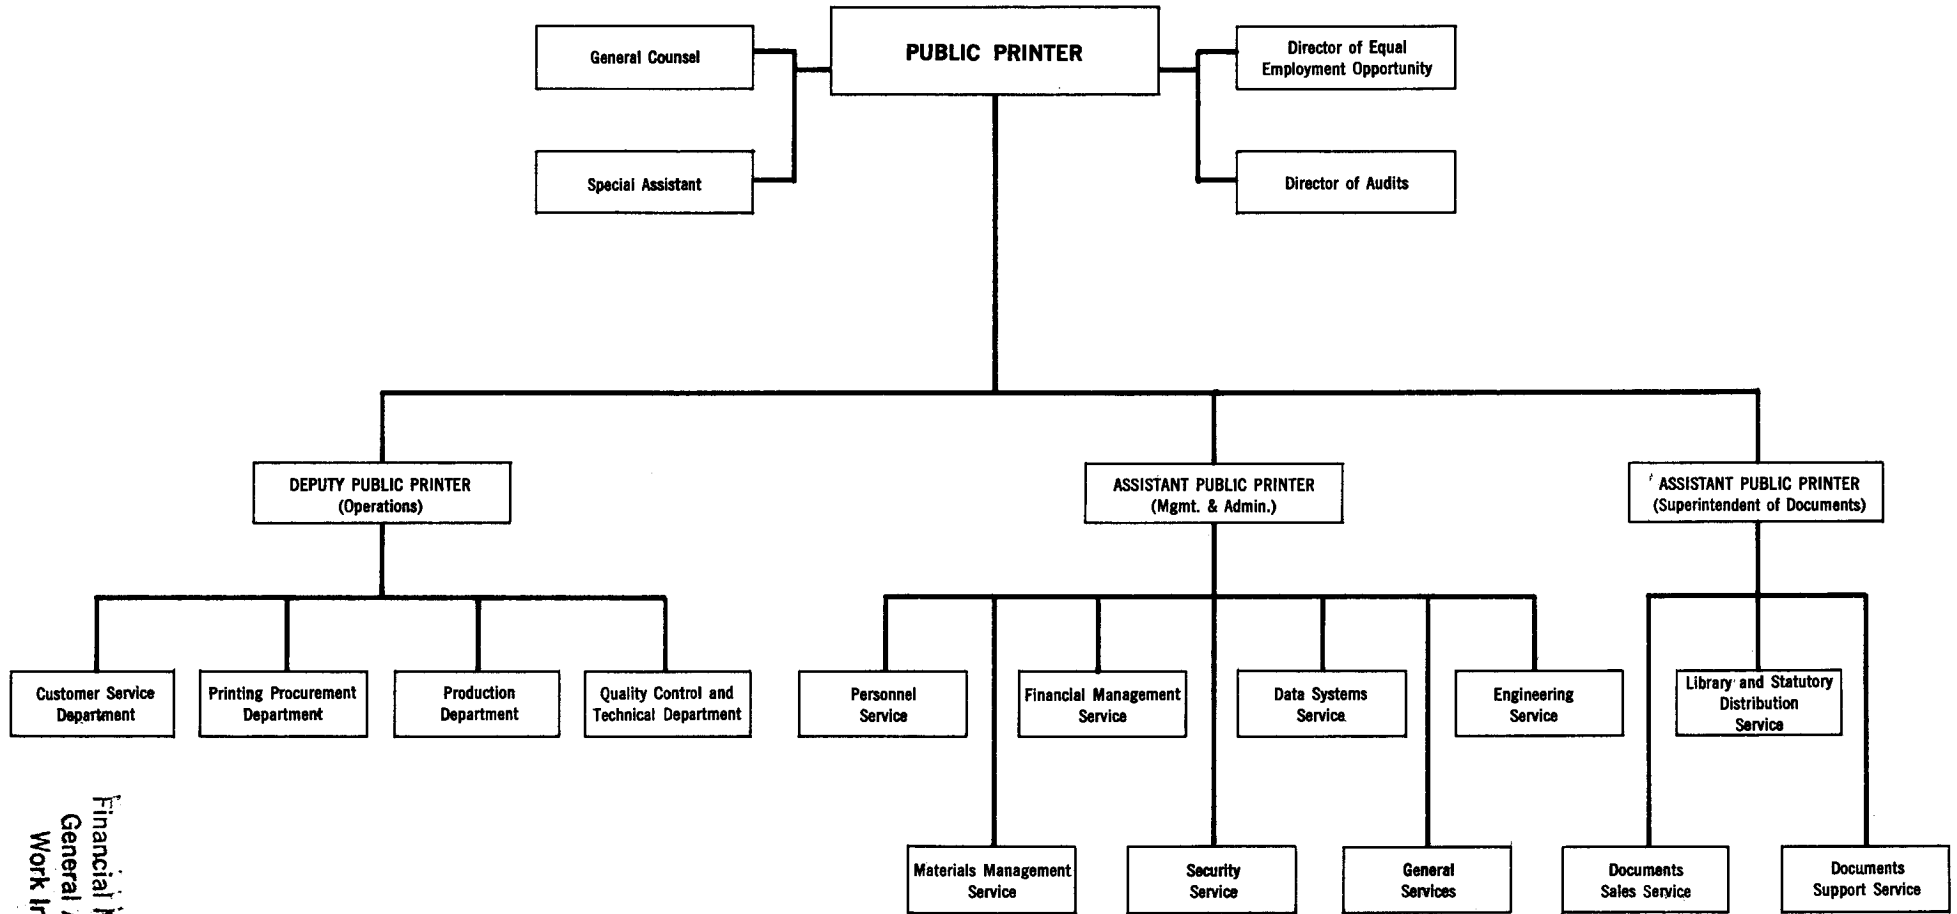 PUBLIC PRINTER
General Counsel
Director of Equal
Employment Opportunity
Special Assistant
Director of Audits
DEPUTY PUBLIC PRINTER
(Operations)
ASSISTANT PUBLIC PRINTER
(Mgmt. & Admin.)
ASSISTANT PUBLIC PRINTER
(Superintendent of Documents)
Customer Service
Department
Printing Procurement
Department
Production
Department
Quality Control and
Technical Department
Personnel
Service
Financial Management
Service
Data Systems
Service
Engineering
Service
Library and Statutory
Distribution
Service
Materials Management
Service
Security
Service
General
Services
Documents
Sales Service
Documents
Support Service
Financial
General
Work